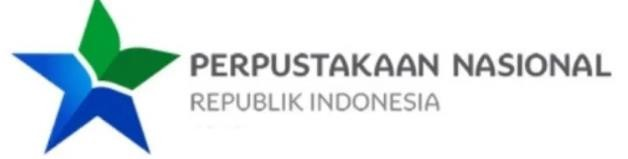 PERPUSTAKAAN NASIONAL
REPUBLIK INDONESIA